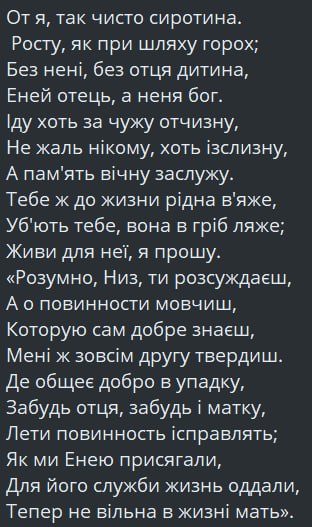 От я, так чисто сиротина.
Росту, як при шляху горох;
Без нені, без отця дитина,
Еней отець, а неня бог.
Іду хоть за чужу отчизну,
Не жаль нікому, хоть ізслизну,
А пам'ять вічну заслужу.
Тебе ж до жизни рідна в'яже,
Уб'ють тебе, вона в гріб ляже;
Живи для неї, я прошу.
«Розумно, Низ, ти розсуждаєш,
А о повинности мовчиш,
Которую сам добре знаєш,
Мені ж зовсім другу твердиш.
Де общеє добро в упадку,
Забудь отця, забудь і матку,
Лети повинность ісправлять;
Як ми Енею присягали,
Для його служби жизнь оддали,
Тепер не вільна в жизні мать».